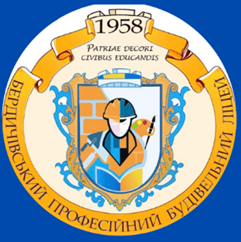 1958
PATRIAE DECORI
CIVIBUS EDUCANDIS
БЕРДИЧІВСЬКИЙ ПРОФЕСІЙНИЙ БУДІВЕЛЬНИЙ ЛІЦЕЙ